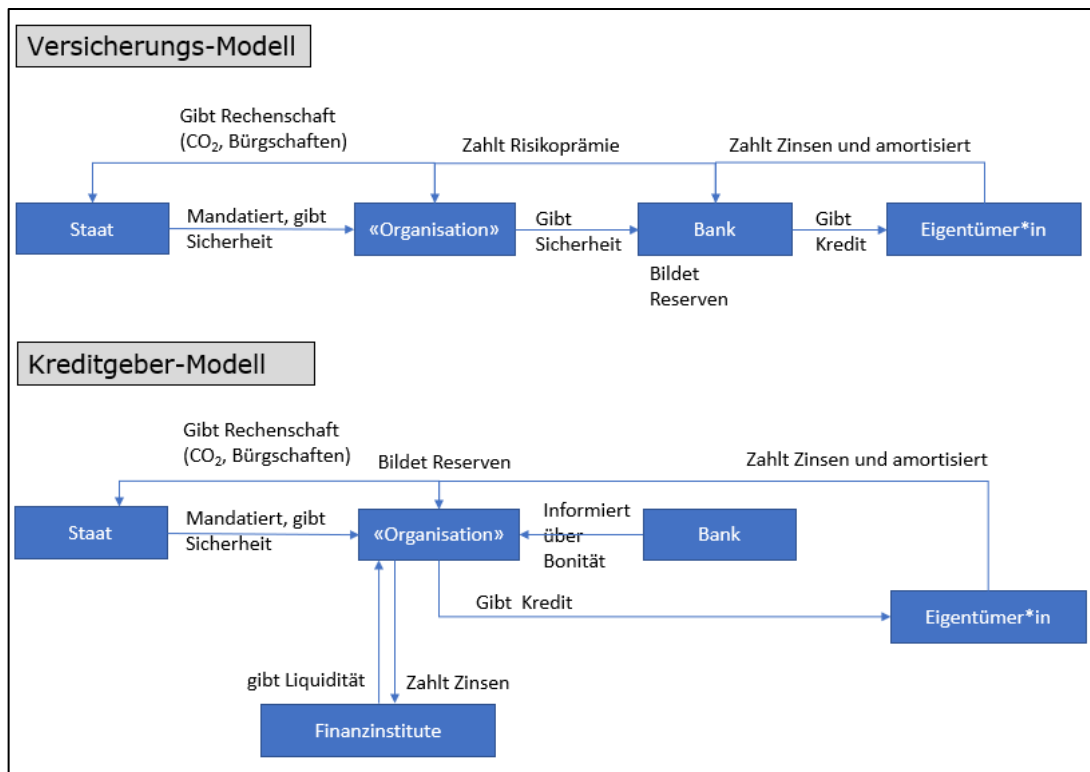 Versicherungs-Modell
Gibt Rechenschaft
(CO₂, Bürgschaften)
Zahlt Risikoprämie
Zahlt Zinsen und amortisiert
Staat
Mandatiert, gibt
Sicherheit
«Organisation»
Gibt
Sicherheit
Bank
Gibt
Kredit
Eigentümer*in
Bildet
Reserven
Kreditgeber-Modell
Gibt Rechenschaft
(CO₂, Bürgschaften)
Bildet Reserven
Zahlt Zinsen und amortisiert
Staat
Mandatiert, gibt
Sicherheit
«Organisation»
Informiert
über
Bonität
Bank
Gibt Kredit
Eigentümer*in
gibt Liquidität
Zahlt Zinsen
Finanzinstitute